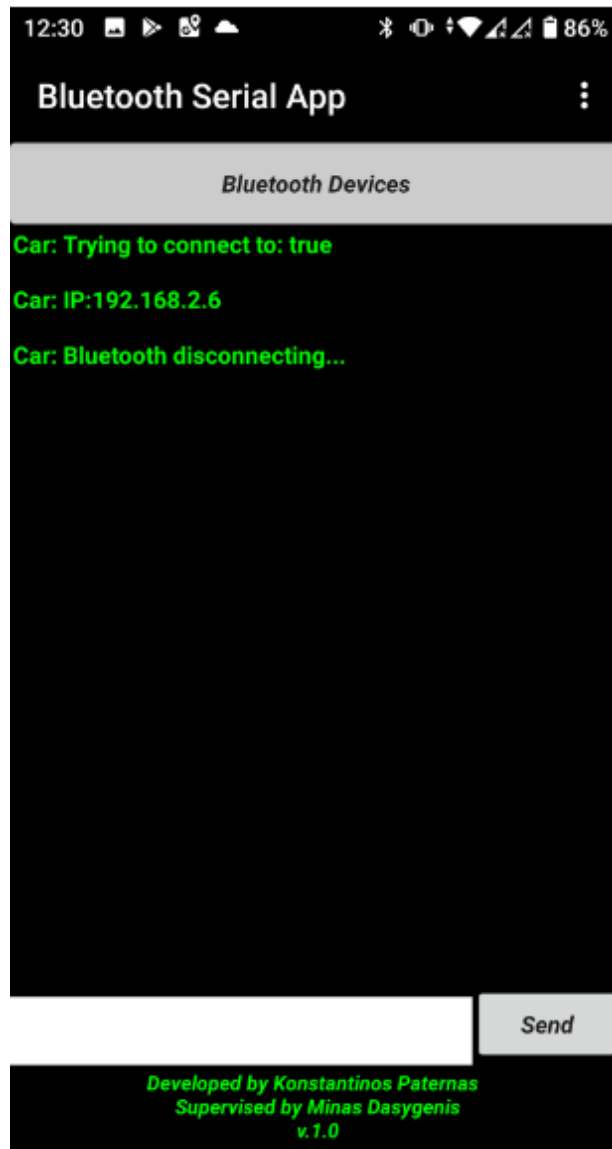 12:30 86%
Bluetooth Serial App
Bluetooth Devices
Car: Trying to connect to: true
Car: IP:192.168.2.6
Car: Bluetooth disconnecting...
Send
Developed by Konstantinos Paternas
Supervised by Minas Dasygenis
v.1.0